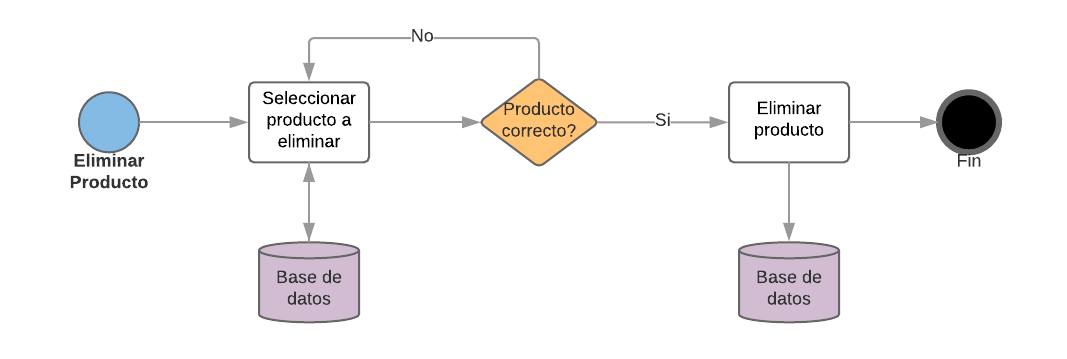 No
Eliminar
Producto
Seleccionar
producto a
eliminar
Producto
correcto?
Si
Eliminar
producto
Fin
Base de
datos
Base de
datos